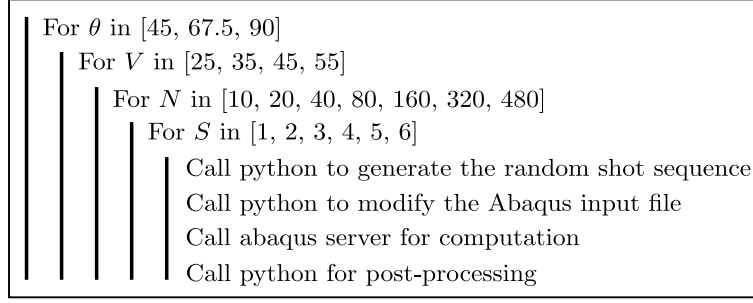 For θ in [45, 67.5, 90]
For V in [25, 35, 45, 55]
For N in [10, 20, 40, 80, 160, 320, 480]
For S in [1, 2, 3, 4, 5, 6]
Call python to generate the random shot sequence
Call python to modify the Abaqus input file
Call abaqus server for computation
Call python for post-processing